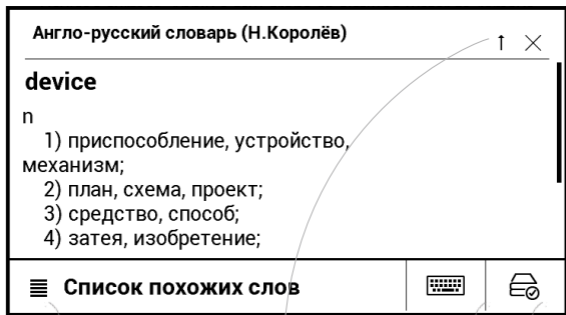 Англо-русский словарь (Н.Королёв)
device
n
1) приспособление, устройство,
механизм;
2) план, схема, проект;
3) средство, способ;
4) затея, изобретение;
Список похожих слов